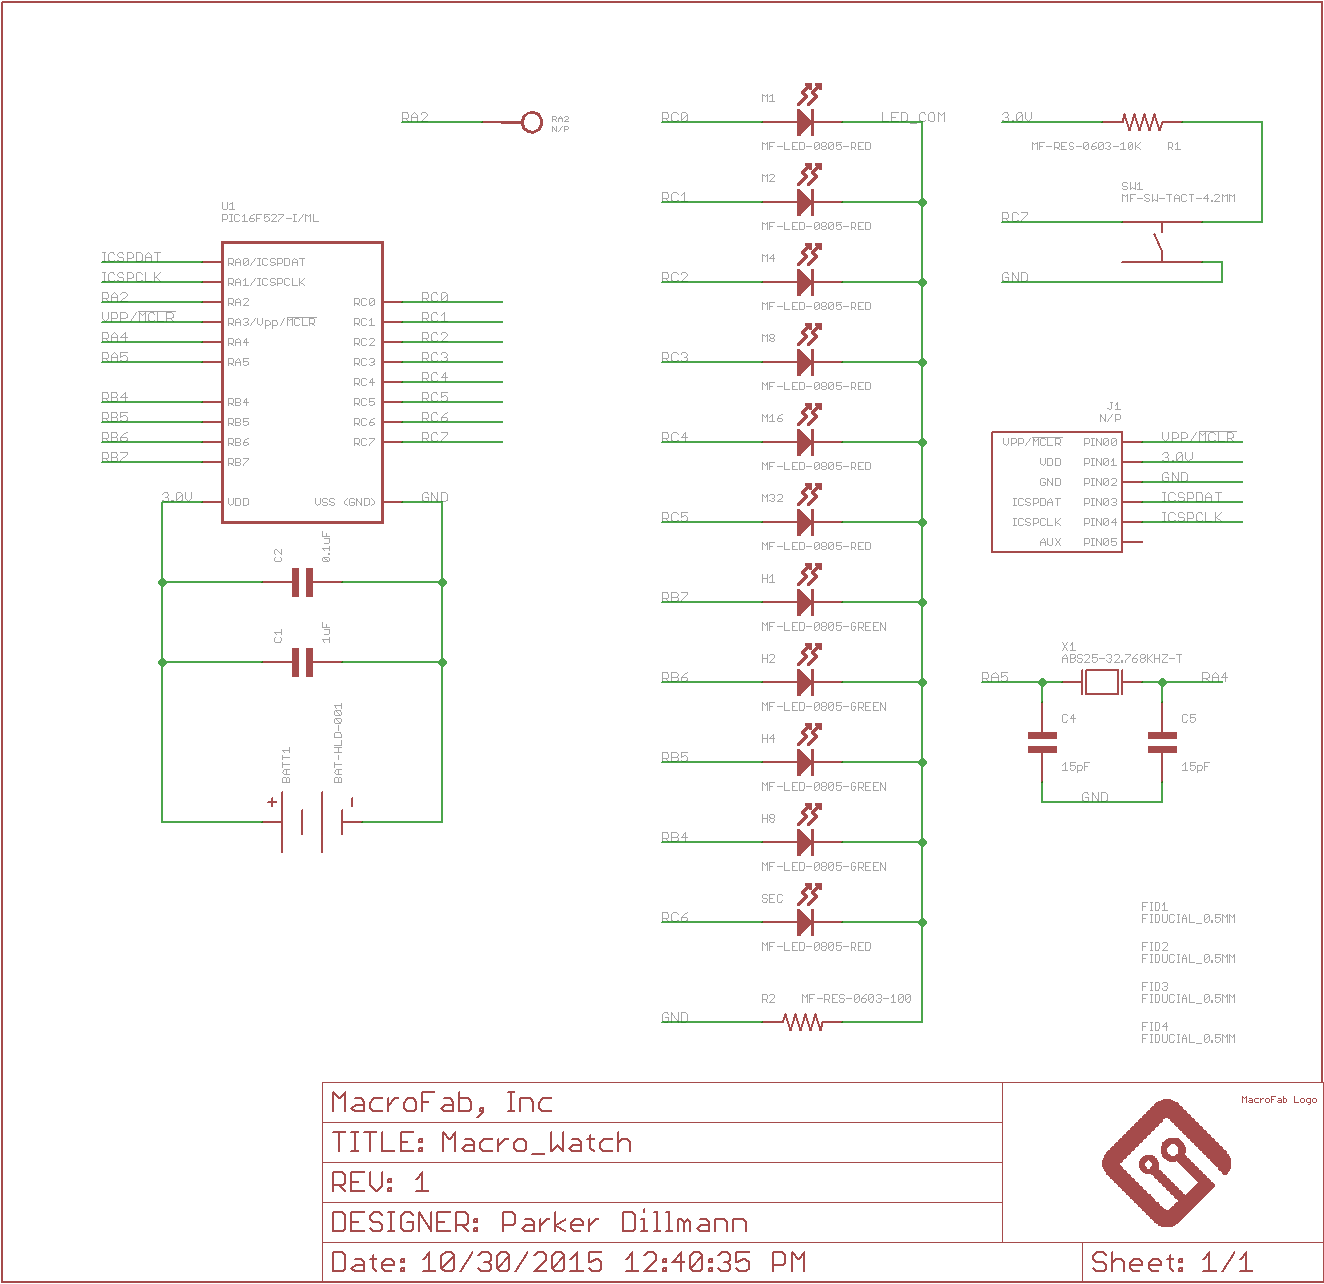 RA2
RA2
N/P
U1
PIC16F527-I/ML
ICSPDAT
ICSPCLK
RA2
VPP/MCLR
RA4
RA5
RB4
RB5
RB6
RB7
3.0V
RA0/ICSPDAT
RA1/ICSPCLK
RA2
RA3/Vpp/MCLR
RA4
RA5
RB4
RB5
RB6
RB7
VDD
RC0
RC1
RC2
RC3
RC4
RC5
RC6
RC7
VSS (GND)
RC0
RC1
RC2
RC3
RC4
RC5
RC6
RC7
GND
C2
0.1uF
C1
1uF
BATT1
BAT-HLD-001
+
-
M1
RC0
LED_COM
MF-LED-0805-RED
M2
RC1
MF-LED-0805-RED
M4
RC2
MF-LED-0805-RED
M8
RC3
MF-LED-0805-RED
M16
RC4
MF-LED-0805-RED
M32
RC5
MF-LED-0805-RED
H1
RB7
MF-LED-0805-GREEN
H2
RB6
MF-LED-0805-GREEN
H4
RB5
MF-LED-0805-GREEN
H8
RB4
MF-LED-0805-GREEN
SEC
RC6
MF-LED-0805-RED
R2 MF-RES-0603-100
GND
3.0V
MF-RES-0603-10K R1
SW1
MF-SW-TACT-4.2MM
RC7
GND
J1
N/P
VPP/MCLR PIN00 VPP/MCLR
VDD PIN01 3.0V
GND PIN02 GND
ICSPDAT PIN03 ICSPDAT
ICSPCLK PIN04 ICSPCLK
AUX PIN05
X1
ABS25-32.768KHZ-T
RA5 RA4
C4 C5
15pF 15pF
GND
FID1
FIDUCIAL_0.5MM
FID2
FIDUCIAL_0.5MM
FID3
FIDUCIAL_0.5MM
FID4
FIDUCIAL_0.5MM
MacroFab, Inc
TITLE: Macro_Watch
REV: 1
DESIGNER: Parker Dillmann
Date: 10/30/2015 12:40:35 PM
MacroFab Logo
Sheet: 1/1